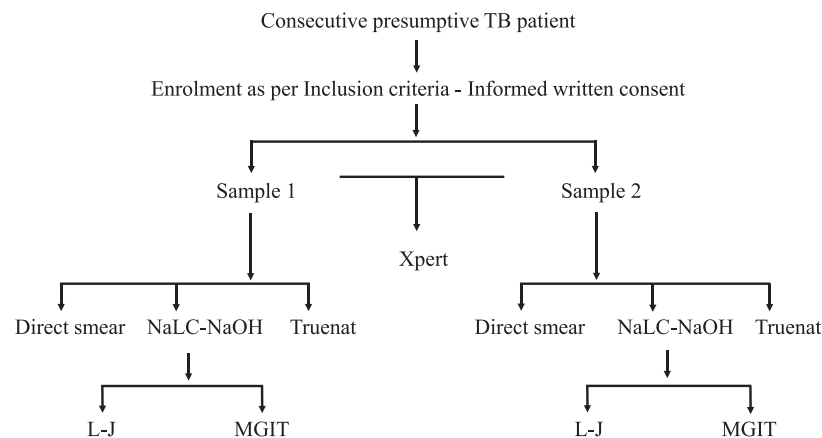 Consecutive presumptive TB patient
Enrolment as per Inclusion criteria - Informed written consent
Sample 1
Sample 2
Xpert
Direct smear NaLC-NaOH Truenat
Direct smear NaLC-NaOH Truenat
L-J MGIT
L-J MGIT